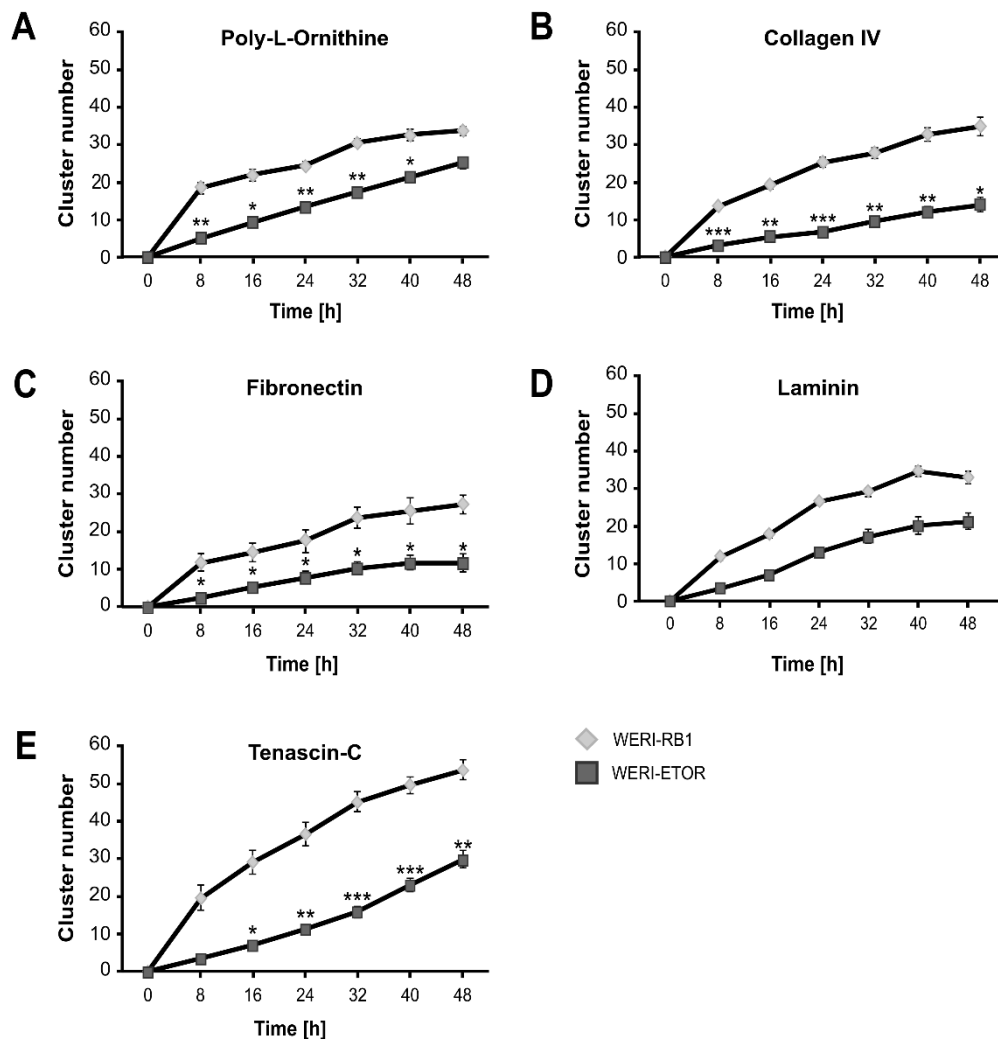 A
Poly-L-Ornithine
Cluster number
60
50
40
30
20
10
0
** * ** ** *
0 8 16 24 32 40 48
Time [h]
B
Collagen IV
Cluster number
60
50
40
30
20
10
0
*** ** *** ** ** *
0 8 16 24 32 40 48
Time [h]
C
Fibronectin
Cluster number
60
50
40
30
20
10
0
* * * * * *
0 8 16 24 32 40 48
Time [h]
D
Laminin
Cluster number
60
50
40
30
20
10
0
0 8 16 24 32 40 48
Time [h]
E
Tenascin-C
Cluster number
60
50
40
30
20
10
0
* ** *** *** **
0 8 16 24 32 40 48
Time [h]
WERI-RB1
WERI-ETOR